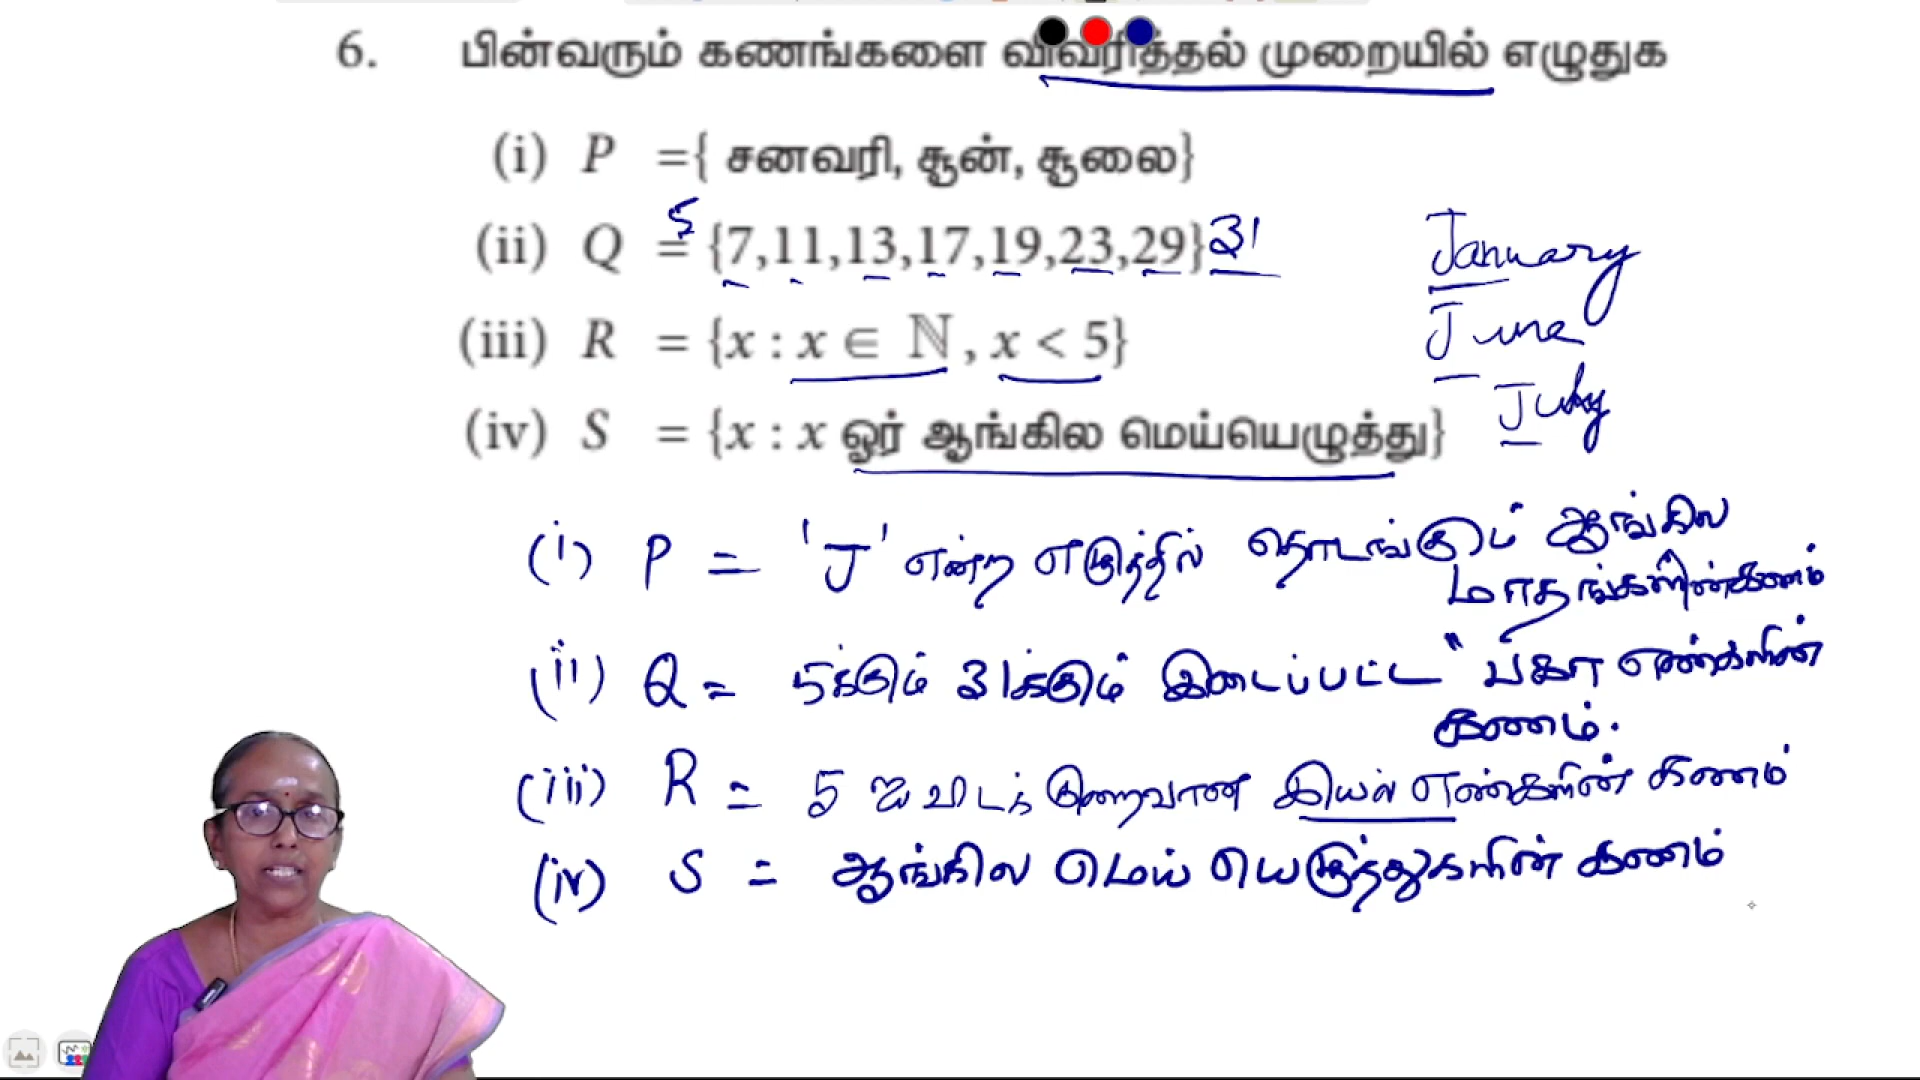 6. பின்வரும் கணங்களை விவரித்தல் முறையில் எழுதுக
(i) P ={ சனவரி, சூன், சூலை}
5
(ii) Q = {7,11,13,17,19,23,29} 31
(iii) R = {x : x ∈ ℕ , x < 5}
(iv) S = {x : x ஓர் ஆங்கில மெய்யெழுத்து}
January
June
July
(i) P = 'J' என்ற எழுத்தில் தொடங்கும் ஆங்கில
மாதங்களின் கணம்
(ii) Q = 5க்கும் 31க்கும் இடைப்பட்ட பகா எண்களின்
கணம்.
(iii) R = 5 ஐ விடக் குறைவான இயல் எண்களின் கணம்
(iv) S = ஆங்கில மெய் யெழுத்துகளின் கணம்